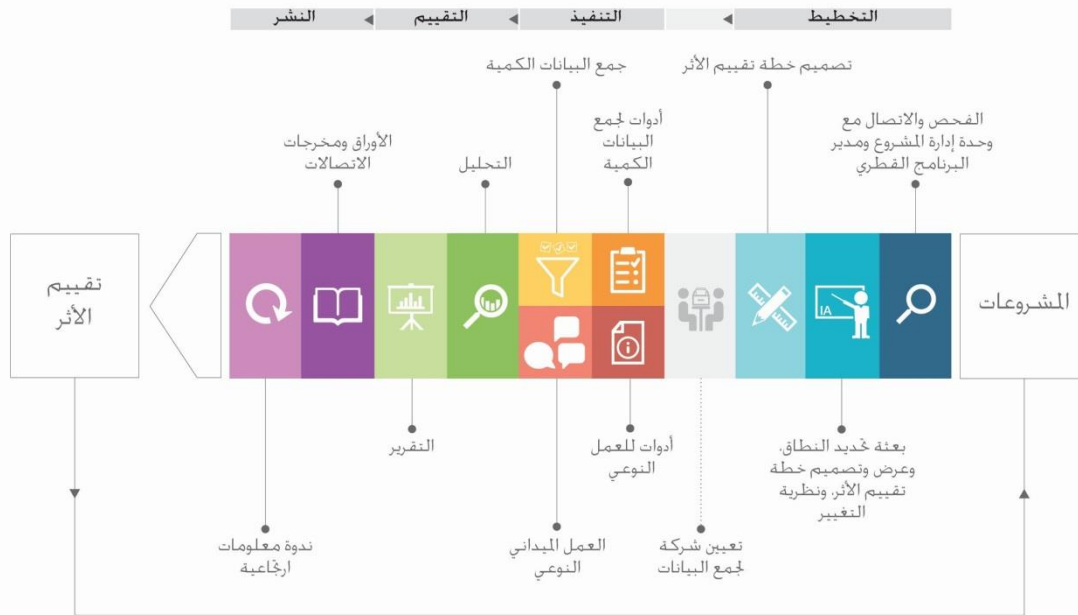 التخطيط
التنفيذ
التقييم
النشر
تصميم خطة تقييم الأثر
جمع البيانات الكمية
الفحص والاتصال مع
وحدة إدارة المشروع ومدير
البرنامج القطري
أدوات لجمع
البيانات
الكمية
التحليل
الأوراق ومخرجات
الاتصالات
المشروعات
IA
تقييم
الأثر
بعثة تحديد النطاق،
وعرض وتصميم خطة
تقييم الأثر، ونظرية
التغيير
أدوات للعمل
النوعي
التقرير
تعيين شركة
لجمع البيانات
العمل الميداني
النوعي
ندوة معلومات
ارتجاعية